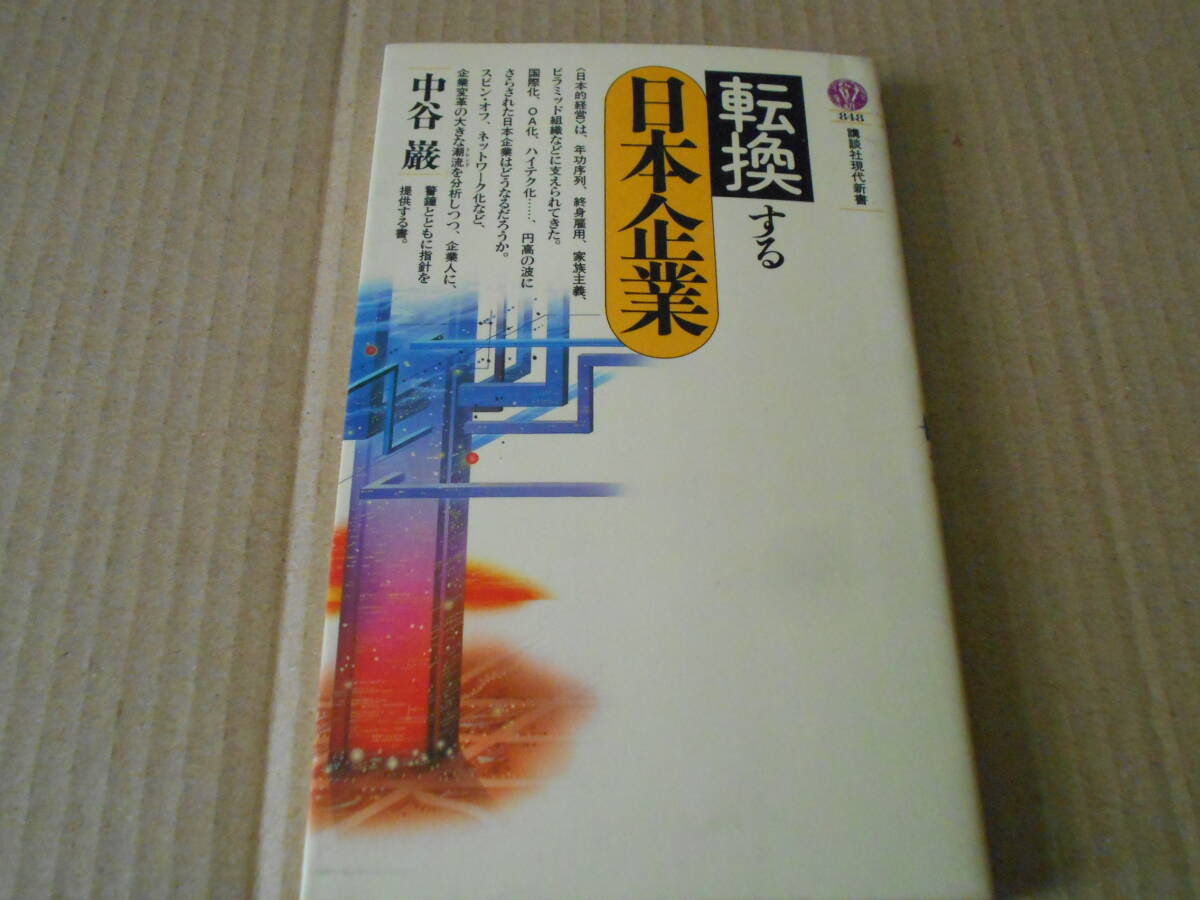 848
講談社現代新書
転換する
日本企業
〈日本的経営〉は、年功序列、終身雇用、家族主義、
ピラミッド組織などに支えられてきた。
国際化、OA化、ハイテク化……、円高の波に
さらされた日本企業はどうなるだろうか。
スピン・オフ、ネットワーク化など、
企業変革の大きな潮流を分析しつつ、企業人に、
トレンド
警鐘とともに指針を
提供する書。
中谷 巌